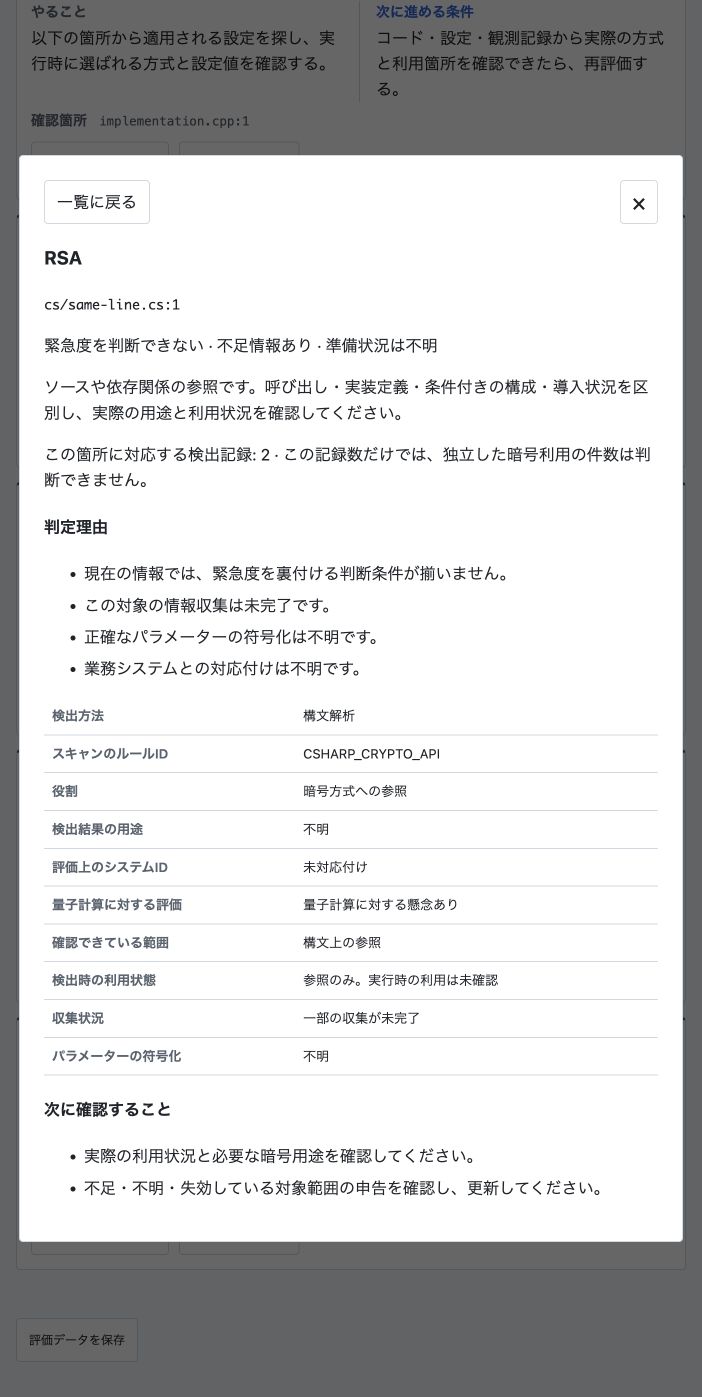 やること
以下の箇所から適用される設定を探し、実
行時に選ばれる方式と設定値を確認する。
次に進める条件
コード・設定・観測記録から実際の方式
と利用箇所を確認できたら、再評価す
る。
確認箇所 implementation.cpp:1
一覧に戻る
×
RSA
cs/same-line.cs:1
緊急度を判断できない · 不足情報あり · 準備状況は不明
ソースや依存関係の参照です。呼び出し・実装定義・条件付きの構成・導入状況を区
別し、実際の用途と利用状況を確認してください。
この箇所に対応する検出記録: 2 · この記録数だけでは、独立した暗号利用の件数は判
断できません。
判定理由
• 現在の情報では、緊急度を裏付ける判断条件が揃いません。
• この対象の情報収集は未完了です。
• 正確なパラメーターの符号化は不明です。
• 業務システムとの対応付けは不明です。
検出方法 構文解析
スキャンのルールID CSHARP_CRYPTO_API
役割 暗号方式への参照
検出結果の用途 不明
評価上のシステムID 未対応付け
量子計算に対する評価 量子計算に対する懸念あり
確認できている範囲 構文上の参照
検出時の利用状態 参照のみ。実行時の利用は未確認
収集状況 一部の収集が未完了
パラメーターの符号化 不明
次に確認すること
• 実際の利用状況と必要な暗号用途を確認してください。
• 不足・不明・失効している対象範囲の申告を確認し、更新してください。
評価データを保存